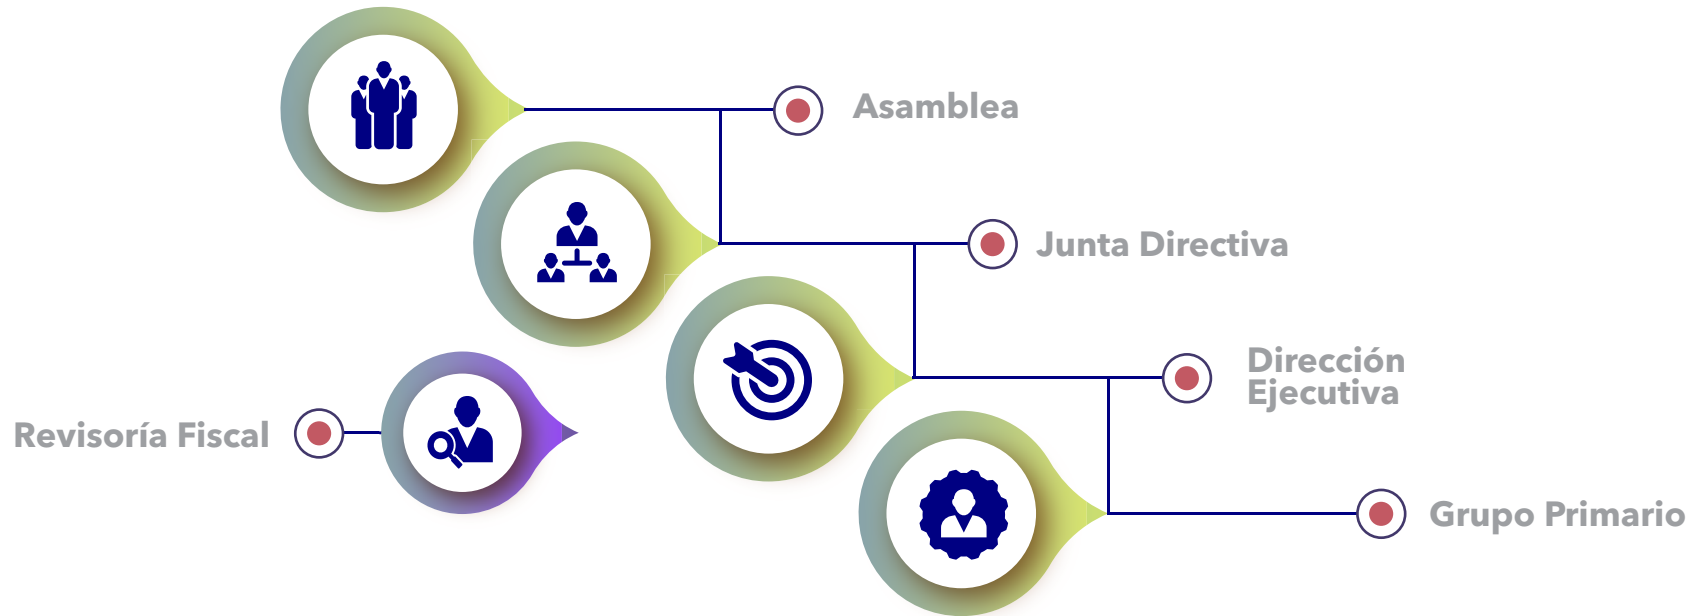 Asamblea
Junta Directiva
Dirección
Ejecutiva
Revisoría Fiscal
Grupo Primario